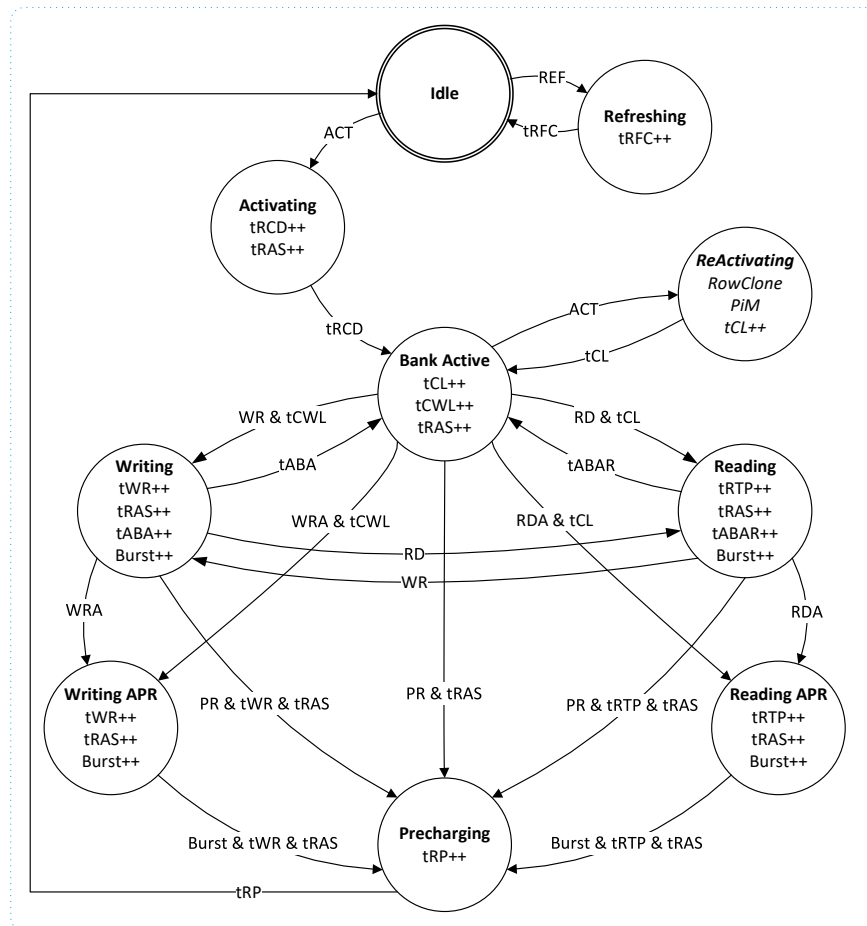 Idle
REF
Refreshing
tRFC++
tRFC
ACT
Activating
tRCD++
tRAS++
ReActivating
RowClone
PiM
tCL++
ACT
tRCD
tCL
Bank Active
tCL++
tCWL++
tRAS++
WR & tCWL
RD & tCL
tABA
tABAR
Writing
tWR++
tRAS++
tABA++
Burst++
Reading
tRTP++
tRAS++
tABAR++
Burst++
WRA & tCWL
RDA & tCL
RD
WR
WRA
RDA
Writing APR
tWR++
tRAS++
Burst++
PR & tWR & tRAS
PR & tRAS
PR & tRTP & tRAS
Reading APR
tRTP++
tRAS++
Burst++
Burst & tWR & tRAS
Precharging
tRP++
Burst & tRTP & tRAS
tRP